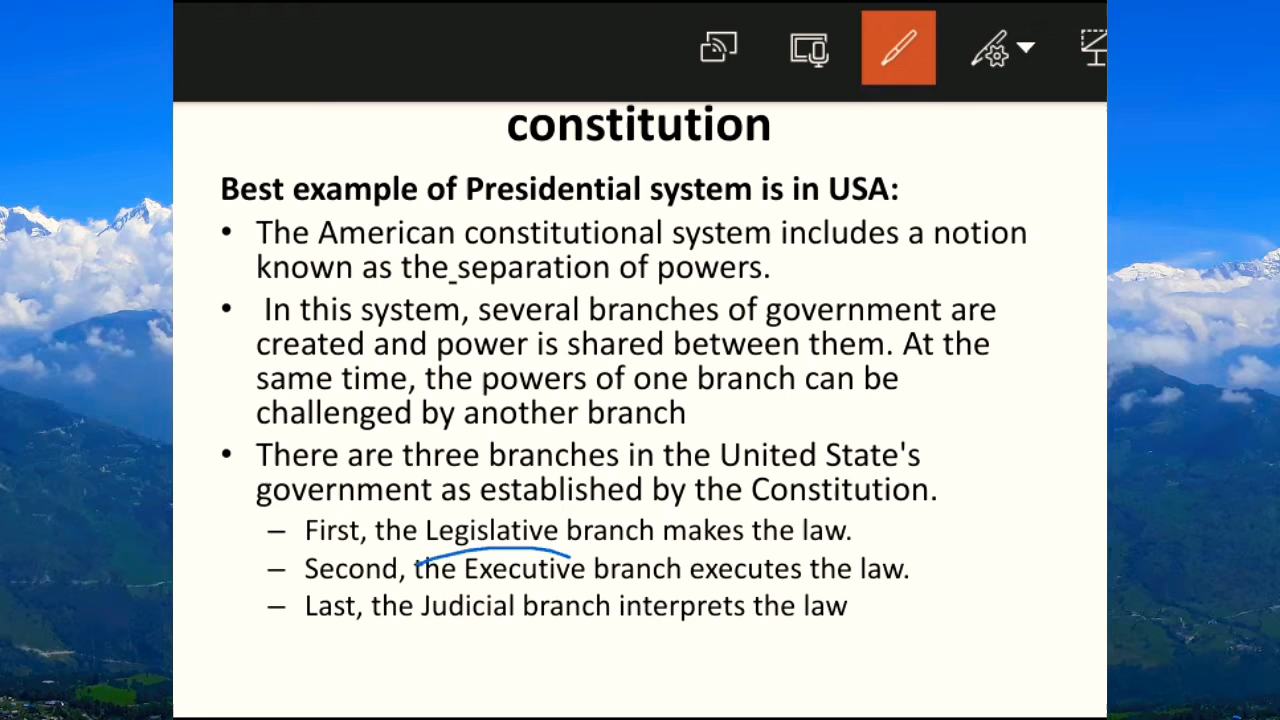 constitution
Best example of Presidential system is in USA:
• The American constitutional system includes a notion
known as the separation of powers.
• In this system, several branches of government are
created and power is shared between them. At the
same time, the powers of one branch can be
challenged by another branch
• There are three branches in the United State's
government as established by the Constitution.
– First, the Legislative branch makes the law.
– Second, the Executive branch executes the law.
– Last, the Judicial branch interprets the law